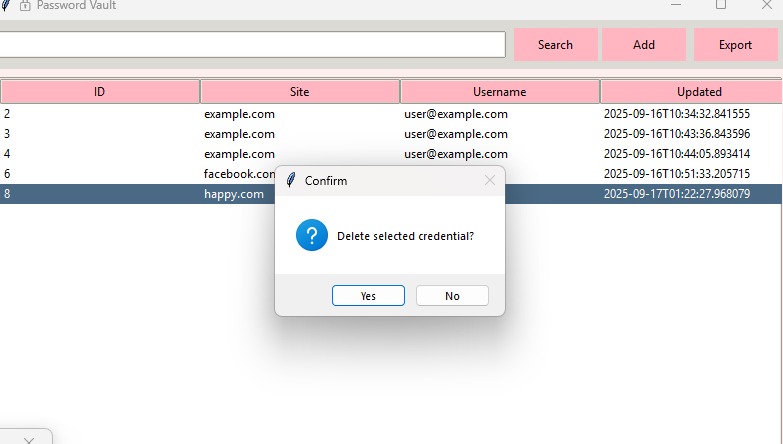 Password Vault
Search Add Export
ID Site Username Updated
2 example.com user@example.com 2025-09-16T10:34:32.841555
3 example.com user@example.com 2025-09-16T10:43:36.843596
4 example.com user@example.com 2025-09-16T10:44:05.893414
6 2025-09-16T10:51:33.205715
8 happy.com 2025-09-17T01:22:27.968079
Confirm
Delete selected credential?
Yes No